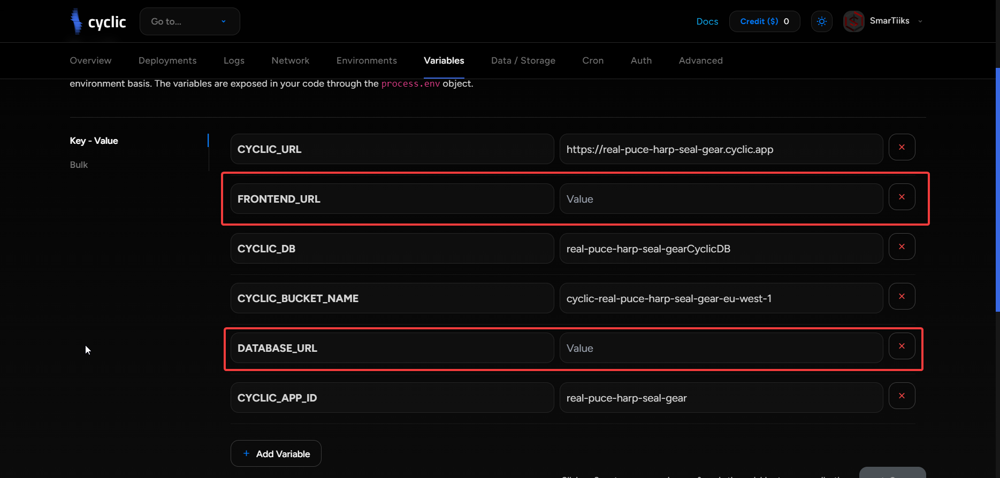 cyclic
Go to...
Docs
Credit ($) 0
SmarTiiks
Overview Deployments Logs Network Environments Variables Data / Storage Cron Auth Advanced
environment basis. The variables are exposed in your code through the process.env object.
Key - Value
Bulk
CYCLIC_URL https://real-puce-harp-seal-gear.cyclic.app
FRONTEND_URL Value
CYCLIC_DB real-puce-harp-seal-gearCyclicDB
CYCLIC_BUCKET_NAME cyclic-real-puce-harp-seal-gear-eu-west-1
DATABASE_URL Value
CYCLIC_APP_ID real-puce-harp-seal-gear
+ Add Variable